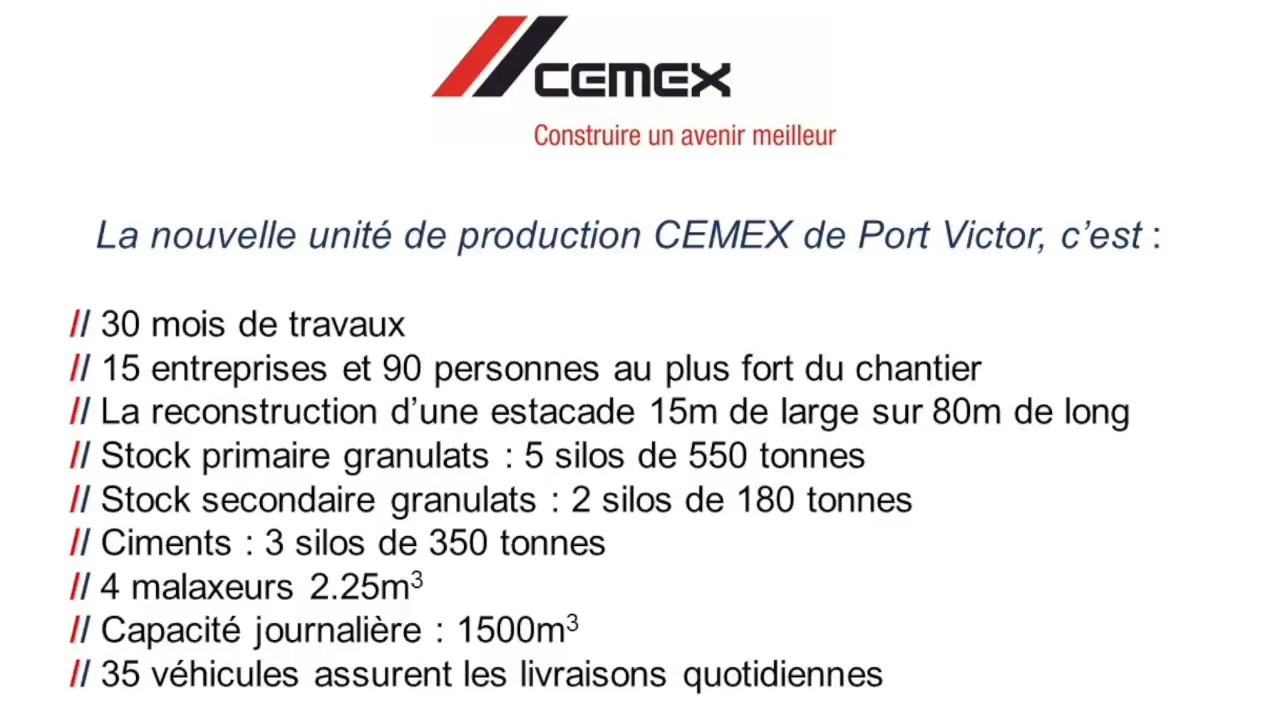 CEMEX
Construire un avenir meilleur
La nouvelle unité de production CEMEX de Port Victor, c’est :
// 30 mois de travaux
// 15 entreprises et 90 personnes au plus fort du chantier
// La reconstruction d’une estacade 15m de large sur 80m de long
// Stock primaire granulats : 5 silos de 550 tonnes
// Stock secondaire granulats : 2 silos de 180 tonnes
// Ciments : 3 silos de 350 tonnes
// 4 malaxeurs 2.25m³
// Capacité journalière : 1500m³
// 35 véhicules assurent les livraisons quotidiennes